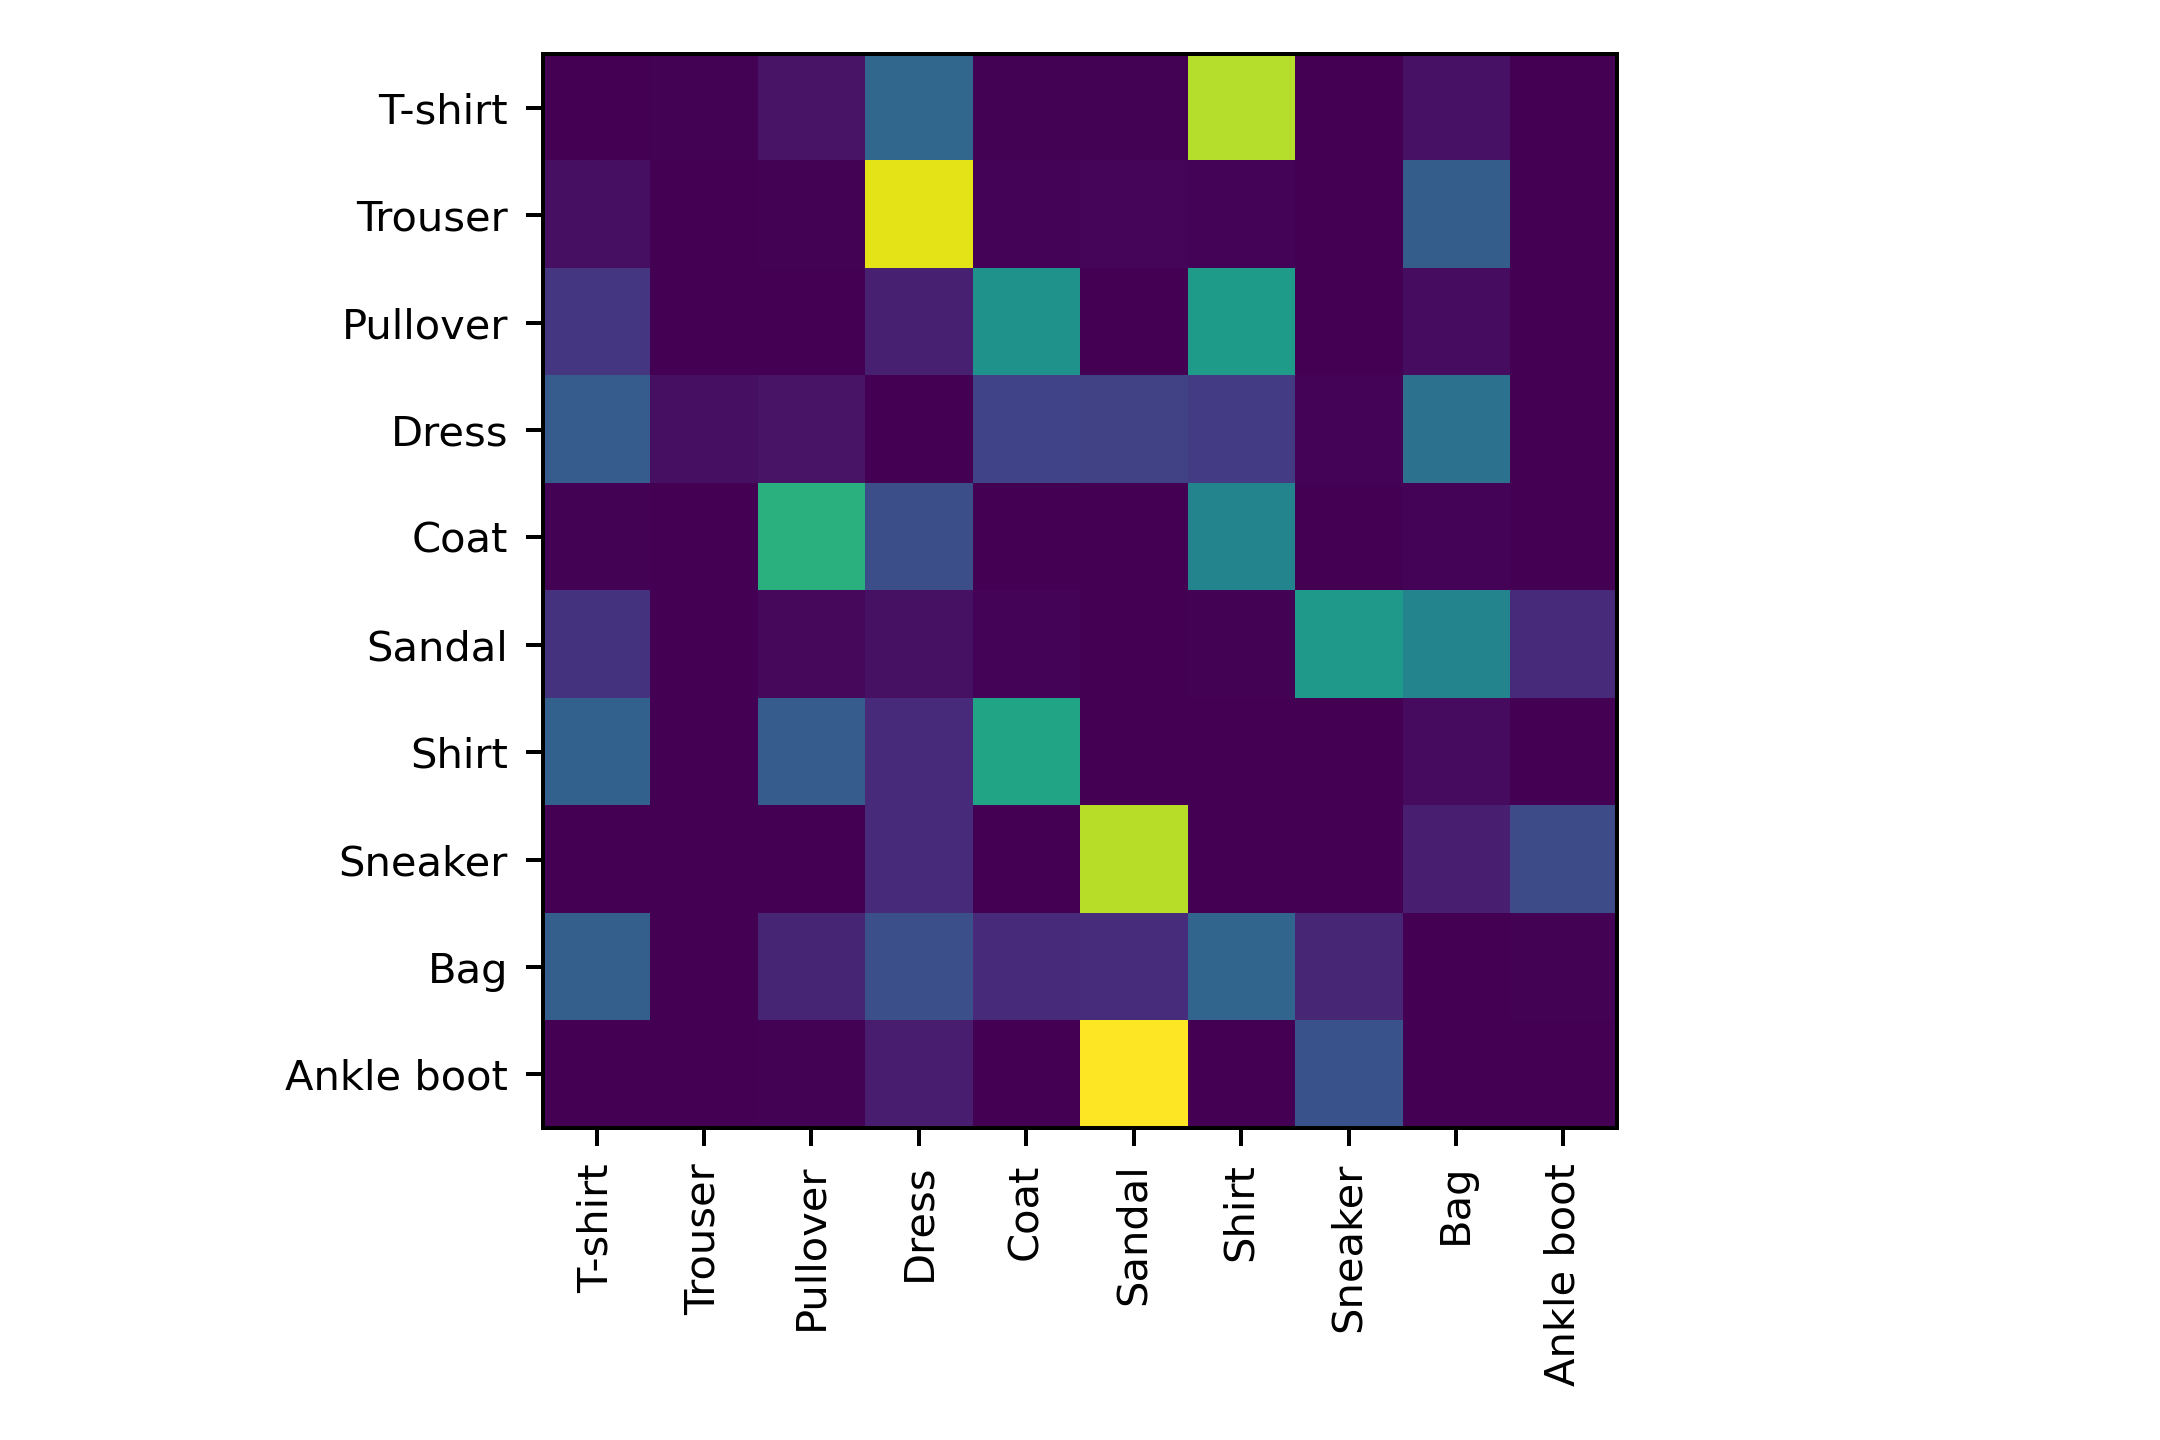 T-shirt
Trouser
Pullover
Dress
Coat
Sandal
Shirt
Sneaker
Bag
Ankle boot
T-shirt
Trouser
Pullover
Dress
Coat
Sandal
Shirt
Sneaker
Bag
Ankle boot